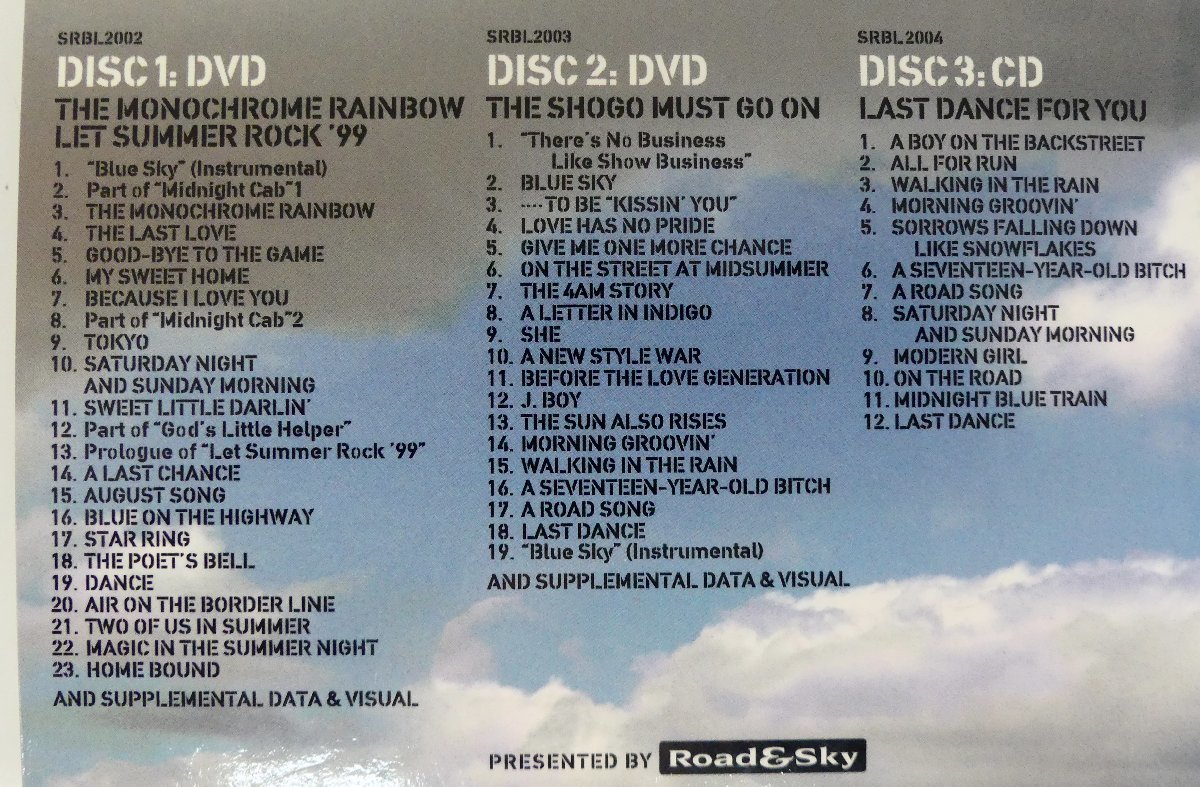 SRBL2002
DISC 1: DVD
THE MONOCHROME RAINBOW
LET SUMMER ROCK '99
1. "Blue Sky" (Instrumental)
2. Part of "Midnight Cab"1
3. THE MONOCHROME RAINBOW
4. THE LAST LOVE
5. GOOD-BYE TO THE GAME
6. MY SWEET HOME
7. BECAUSE I LOVE YOU
8. Part of "Midnight Cab"2
9. TOKYO
10. SATURDAY NIGHT
AND SUNDAY MORNING
11. SWEET LITTLE DARLIN'
12. Part of "God's Little Helper"
13. Prologue of "Let Summer Rock '99"
14. A LAST CHANCE
15. AUGUST SONG
16. BLUE ON THE HIGHWAY
17. STAR RING
18. THE POET'S BELL
19. DANCE
20. AIR ON THE BORDER LINE
21. TWO OF US IN SUMMER
22. MAGIC IN THE SUMMER NIGHT
23. HOME BOUND
AND SUPPLEMENTAL DATA & VISUAL
SRBL2003
DISC 2: DVD
THE SHOGO MUST GO ON
1. "There's No Business
Like Show Business"
2. BLUE SKY
3. ----TO BE "KISSIN' YOU"
4. LOVE HAS NO PRIDE
5. GIVE ME ONE MORE CHANCE
6. ON THE STREET AT MIDSUMMER
7. THE 4AM STORY
8. A LETTER IN INDIGO
9. SHE
10. A NEW STYLE WAR
11. BEFORE THE LOVE GENERATION
12. J. BOY
13. THE SUN ALSO RISES
14. MORNING GROOVIN'
15. WALKING IN THE RAIN
16. A SEVENTEEN-YEAR-OLD BITCH
17. A ROAD SONG
18. LAST DANCE
19. "Blue Sky" (Instrumental)
AND SUPPLEMENTAL DATA & VISUAL
SRBL2004
DISC 3: CD
LAST DANCE FOR YOU
1. A BOY ON THE BACKSTREET
2. ALL FOR RUN
3. WALKING IN THE RAIN
4. MORNING GROOVIN'
5. SORROWS FALLING DOWN
LIKE SNOWFLAKES
6. A SEVENTEEN-YEAR-OLD BITCH
7. A ROAD SONG
8. SATURDAY NIGHT
AND SUNDAY MORNING
9. MODERN GIRL
10. ON THE ROAD
11. MIDNIGHT BLUE TRAIN
12. LAST DANCE
PRESENTED BY Road&Sky